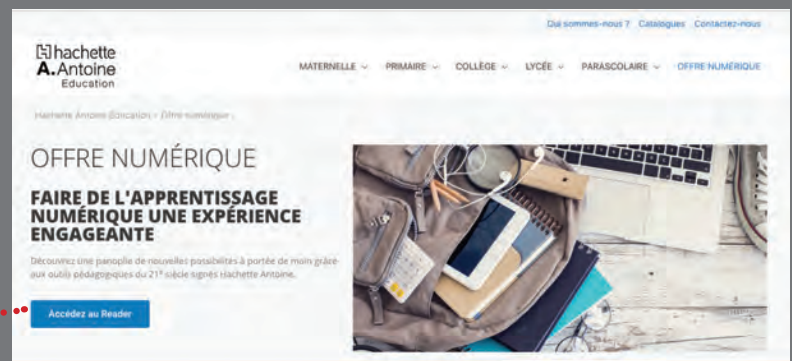 Qui sommes-nous ? Catalogues Contactez-nous
hachette
A.Antoine
Education
MATERNELLE PRIMAIRE COLLÈGE LYCÉE PARASCOLAIRE OFFRE NUMÉRIQUE
Hachette Antoine Education > Offre numérique
OFFRE NUMÉRIQUE
FAIRE DE L'APPRENTISSAGE
NUMÉRIQUE UNE EXPÉRIENCE
ENGAGEANTE
Découvrez une panoplie de nouvelles possibilités à portée de main grâce
aux outils pédagogiques du 21e siècle signés Hachette Antoine.
Accédez au Reader